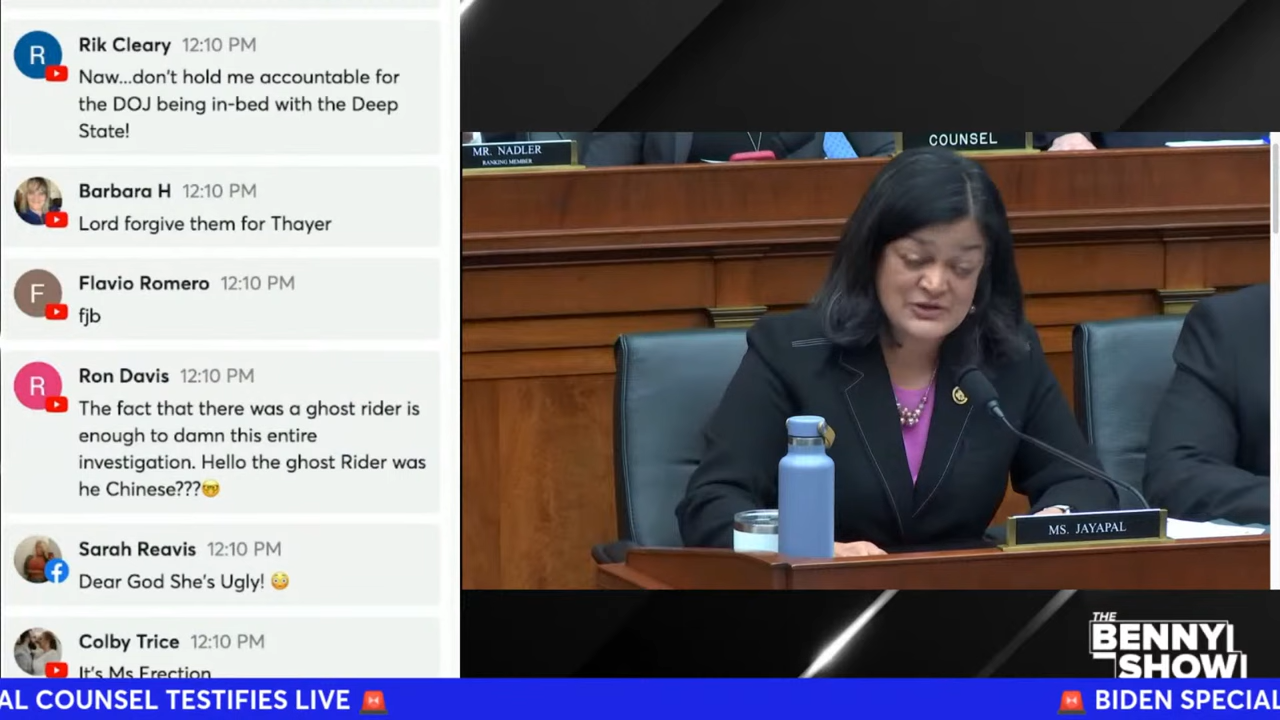 Rik Cleary 12:10 PM
Naw...don't hold me accountable for
the DOJ being in-bed with the Deep
State!
Barbara H 12:10 PM
Lord forgive them for Thayer
Flavio Romero 12:10 PM
fjb
Ron Davis 12:10 PM
The fact that there was a ghost rider is
enough to damn this entire
investigation. Hello the ghost Rider was
he Chinese???🤓
Sarah Reavis 12:10 PM
Dear God She's Ugly! 😳
Colby Trice 12:10 PM
It's Ms Erection
R
F
R
MR. NADLER
RANKING MEMBER
COUNSEL
MS. JAYAPAL
THE
BENNY
SHOW
AL COUNSEL TESTIFIES LIVE 🚨
🚨 BIDEN SPECIAL